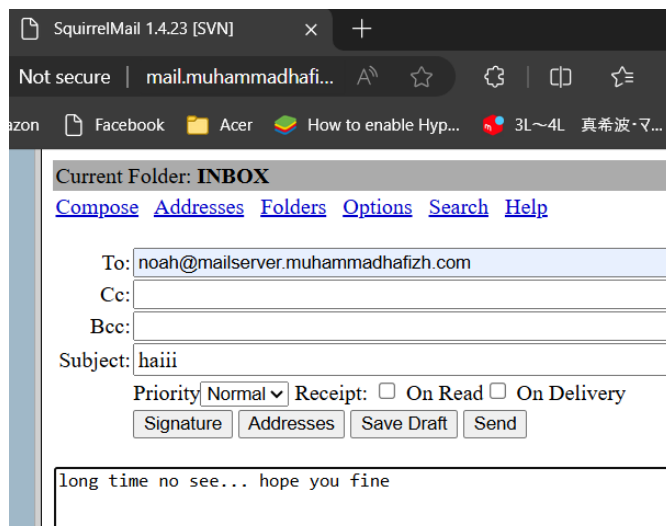 SquirrelMail 1.4.23 [SVN]
Not secure mail.muhammadhafi...
azon Facebook Acer How to enable Hyp... 3L～4L 真希波・マ...
Current Folder: INBOX
Compose Addresses Folders Options Search Help
To: noah@mailserver.muhammadhafizh.com
Cc:
Bcc:
Subject: haiii
Priority Normal Receipt: On Read On Delivery
Signature Addresses Save Draft Send
long time no see... hope you fine